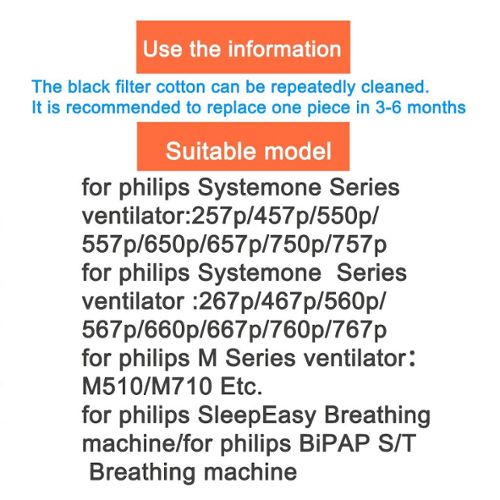 Use the information
The black filter cotton can be repeatedly cleaned.
It is recommended to replace one piece in 3-6 months
Suitable model
for philips Systemone Series
ventilator:257p/457p/550p/
557p/650p/657p/750p/757p
for philips Systemone  Series
ventilator :267p/467p/560p/
567p/660p/667p/760p/767p
for philips M Series ventilator：
M510/M710 Etc.
for philips SleepEasy Breathing
machine/for philips BiPAP S/T
Breathing machine